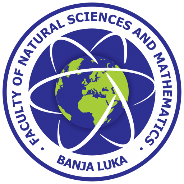 FACULTY OF NATURAL SCIENCES AND MATHEMATICS
BANJA LUKA